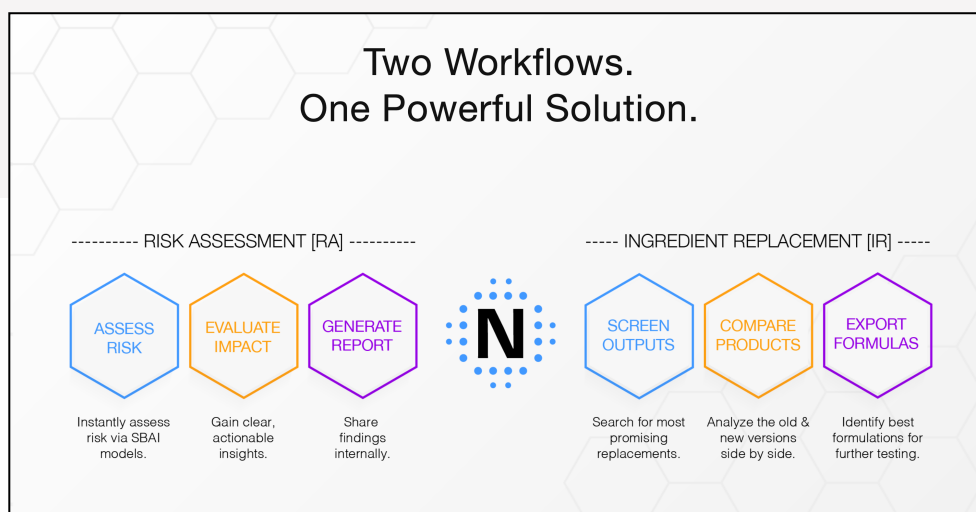 Two Workflows.
One Powerful Solution.
---------- RISK ASSESSMENT [RA] ----------
ASSESS
RISK
Instantly assess
risk via SBAI
models.
EVALUATE
IMPACT
Gain clear,
actionable
insights.
GENERATE
REPORT
Share
findings
internally.
N
----- INGREDIENT REPLACEMENT [IR] -----
SCREEN
OUTPUTS
Search for most
promising
replacements.
COMPARE
PRODUCTS
Analyze the old &
new versions
side by side.
EXPORT
FORMULAS
Identify best
formulations for
further testing.